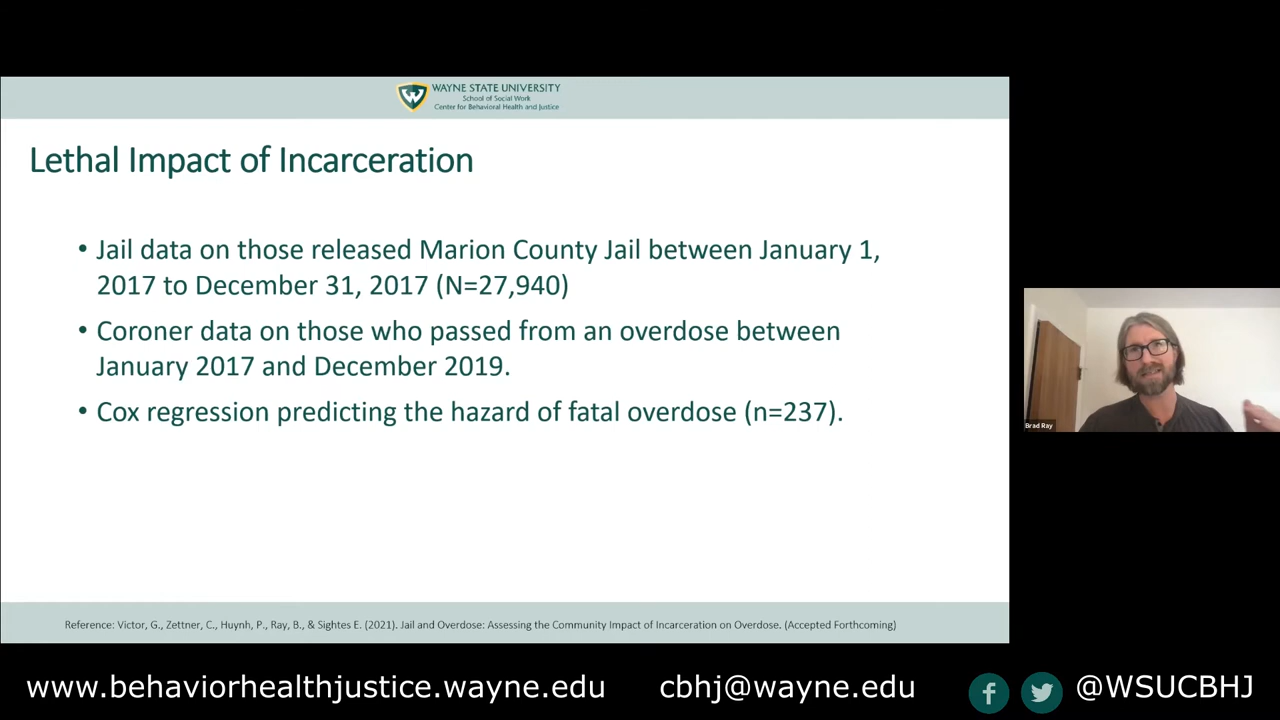 WAYNE STATE UNIVERSITY
School of Social Work
Center for Behavioral Health and Justice
Lethal Impact of Incarceration
• Jail data on those released Marion County Jail between January 1,
2017 to December 31, 2017 (N=27,940)
• Coroner data on those who passed from an overdose between
January 2017 and December 2019.
• Cox regression predicting the hazard of fatal overdose (n=237).
Brad Ray
Reference: Victor, G., Zettner, C., Huynh, P., Ray, B., & Sightes E. (2021). Jail and Overdose: Assessing the Community Impact of Incarceration on Overdose. (Accepted Forthcoming)
www.behaviorhealthjustice.wayne.edu cbhj@wayne.edu @WSUCBHJ